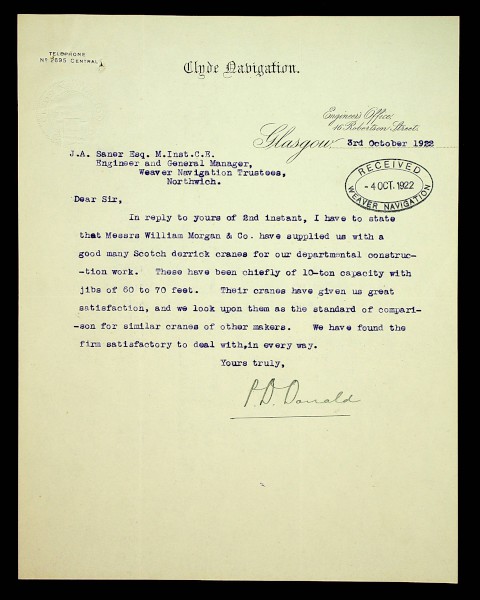 TELEPHONE
Nº 2695 CENTRAL
Clyde Navigation.
Engineer's Office,
16 Robertson Street,
Glasgow 3rd October 1922
J.A. Saner Esq. M.Inst.C.E.
Engineer and General Manager,
Weaver Navigation Trustees,
Northwich.
RECEIVED
-4 OCT. 1922
WEAVER NAVIGATION
Dear Sir,
In reply to yours of 2nd instant, I have to state
that Messrs William Morgan & Co. have supplied us with a
good many Scotch derrick cranes for our departmental construc-
-tion work. These have been chiefly of 10-ton capacity with
jibs of 60 to 70 feet. Their cranes have given us great
satisfaction, and we look upon them as the standard of compari-
-son for similar cranes of other makers. We have found the
firm satisfactory to deal with,in every way.
Yours truly,
P.D. Donald